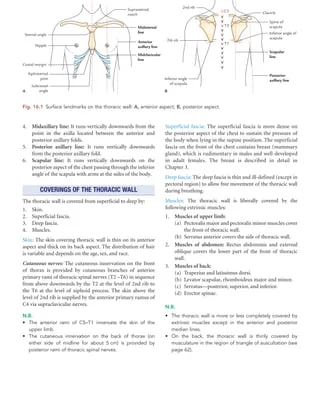 Suprasternal
notch
Sternal angle
Nipple
Costal margin
Xiphisternal
joint
Subcostal
angle
Midsternal
line
Anterior
axillary line
Midclavicular
line
A
2nd rib
7th rib
Inferior angle
of scapula
C7
T3
T7
Clavicle
Spine of
scapula
Inferior angle of
scapula
Scapular
line
Posterior
axillary line
B
Fig. 16.1 Surface landmarks on the thoracic wall: A, anterior aspect; B, posterior aspect.
4. Midaxillary line: It runs vertically downwards from the
point in the axilla located between the anterior and
posterior axillary folds.
5. Posterior axillary line: It runs vertically downwards
from the posterior axillary fold.
6. Scapular line: It runs vertically downwards on the
posterior aspect of the chest passing through the inferior
angle of the scapula with arms at the sides of the body.
COVERINGS OF THE THORACIC WALL
The thoracic wall is covered from superficial to deep by:
1. Skin.
2. Superficial fascia.
3. Deep fascia.
4. Muscles.
Skin: The skin covering thoracic wall is thin on its anterior
aspect and thick on its back aspect. The distribution of hair
is variable and depends on the age, sex, and race.
Cutaneous nerves: The cutaneous innervation on the front
of thorax is provided by cutaneous branches of anterior
primary rami of thoracic spinal nerves (T2–T6) in sequence
from above downwards by the T2 at the level of 2nd rib to
the T6 at the level of xiphoid process. The skin above the
level of 2nd rib is supplied by the anterior primary ramus of
C4 via supraclavicular nerves.
N.B.
• The anterior rami of C5–T1 innervate the skin of the
upper limb.
• The cutaneous innervation on the back of thorax (on
either side of midline for about 5 cm) is provided by
posterior rami of thoracic spinal nerves.
Superficial fascia: The superficial fascia is more dense on
the posterior aspect of the chest to sustain the pressure of
the body when lying in the supine position. The superficial
fascia on the front of the chest contains breast (mammary
gland), which is rudimentary in males and well developed
in adult females. The breast is described in detail in
Chapter 3.
Deep fascia: The deep fascia is thin and ill-defined (except in
pectoral region) to allow free movement of the thoracic wall
during breathing.
Muscles: The thoracic wall is liberally covered by the
following extrinsic muscles:
1. Muscles of upper limb:
(a) Pectoralis major and pectoralis minor muscles cover
the front of thoracic wall.
(b) Serratus anterior covers the side of thoracic wall.
2. Muscles of abdomen: Rectus abdominis and external
oblique covers the lower part of the front of thoracic
wall.
3. Muscles of back:
(a) Trapezius and latissimus dorsi.
(b) Levator scapulae, rhomboideus major and minor.
(c) Serratus—posterior, superior, and inferior.
(d) Erector spinae.
N.B.
• The thoracic wall is more or less completely covered by
extrinsic muscles except in the anterior and posterior
median lines.
• On the back, the thoracic wall is thinly covered by
musculature in the region of triangle of auscultation (see
page 62).